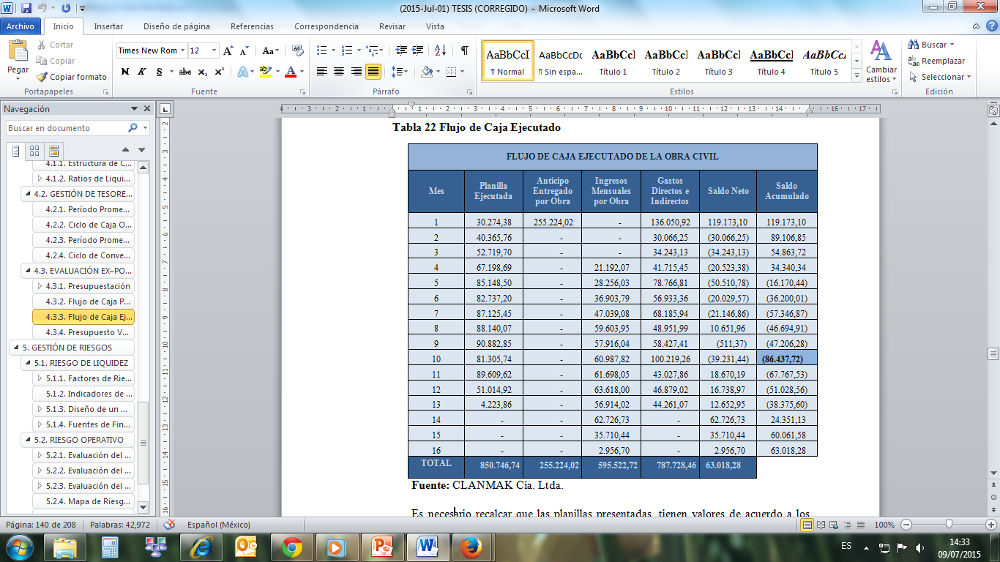 (2015-Jul-01) TESIS (CORREGIDO) - Microsoft Word
Archivo Inicio Insertar Diseño de página Referencias Correspondencia Revisar Vista
Pegar
Cortar
Copiar
Copiar formato
Portapapeles
Times New Rom 12
Fuente
Párrafo
AaBbCcI AaBbCcDc AaBbCcl AaBbCcl AaBbCcl AaBbCcl AaBbCcl
¶ Normal ¶ Sin espa... Título 1 Título 2 Título 3 Título 4 Título 5
Cambiar estilos
Estilos
Buscar
Reemplazar
Seleccionar
Edición
Navegación
Buscar en documento
4.1.1. Estructura de C...
4.1.2. Ratios de Liqui...
4.2. GESTIÓN DE TESORE...
4.2.1. Período Prome...
4.2.2. Ciclo de Caja O...
4.2.3. Período Prome...
4.2.4. Ciclo de Conve...
4.3. EVALUACIÓN EX–PO...
4.3.1. Presupuestación
4.3.2. Flujo de Caja P...
4.3.3. Flujo de Caja Ej...
4.3.4. Presupuesto V...
5. GESTIÓN DE RIESGOS
5.1. RIESGO DE LIQUIDEZ
5.1.1. Factores de Rie...
5.1.2. Indicadores de ...
5.1.3. Diseño de un ...
5.1.4. Fuentes de Fin...
5.2. RIESGO OPERATIVO
5.2.1. Evaluación del ...
5.2.2. Evaluación del ...
5.2.3. Evaluación del ...
5.2.4. Mapa de Riesg...
Tabla 22 Flujo de Caja Ejecutado
FLUJO DE CAJA EJECUTADO DE LA OBRA CIVIL
Mes Planilla Ejecutada Anticipo Entregado por Obra Ingresos Mensuales por Obra Gastos Directos e Indirectos Saldo Neto Saldo Acumulado
1 30.274,38 255.224,02 - 136.050,92 119.173,10 119.173,10
2 40.365,76 - - 30.066,25 (30.066,25) 89.106,85
3 52.719,70 - - 34.243,13 (34.243,13) 54.863,72
4 67.198,69 - 21.192,07 41.715,45 (20.523,38) 34.340,34
5 85.148,50 - 28.256,03 78.766,81 (50.510,78) (16.170,44)
6 82.737,20 - 36.903,79 56.933,36 (20.029,57) (36.200,01)
7 87.125,45 - 47.039,08 68.185,94 (21.146,86) (57.346,87)
8 88.140,07 - 59.603,95 48.951,99 10.651,96 (46.694,91)
9 90.882,85 - 57.916,04 58.427,41 (511,37) (47.206,28)
10 81.305,74 - 60.987,82 100.219,26 (39.231,44) (86.437,72)
11 89.609,62 - 61.698,05 43.027,86 18.670,19 (67.767,53)
12 51.014,92 - 63.618,00 46.879,02 16.738,97 (51.028,56)
13 4.223,86 - 56.914,02 44.261,07 12.652,95 (38.375,60)
14 - - 62.726,73 - 62.726,73 24.351,13
15 - - 35.710,44 - 35.710,44 60.061,58
16 - - 2.956,70 - 2.956,70 63.018,28
TOTAL 850.746,74 255.224,02 595.522,72 787.728,46 63.018,28
Fuente: CLANMAK Cía. Ltda.
Es necesario recalcar que las planillas presentadas, tienen valores de acuerdo a los
Página: 140 de 208 Palabras: 42,972 Español (México) 100%
ES 14:33
09/07/2015